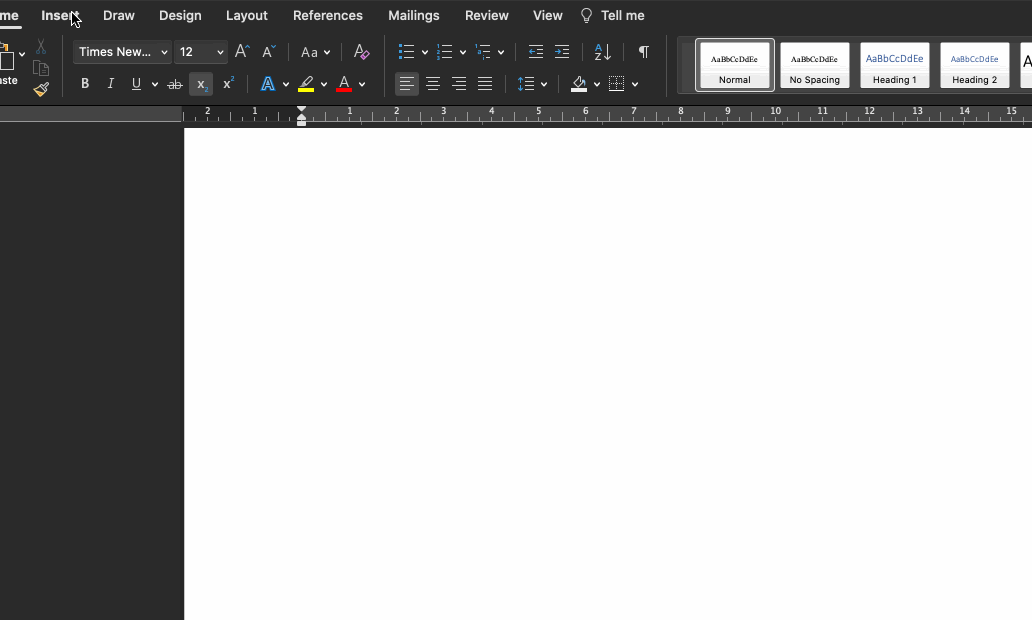 me Insert Draw Design Layout References Mailings Review View Tell me
Times New... 12 A A Aa A AaBbCcDdEe AaBbCcDdEe AaBbCcDdEe AaBbCcDdEe A
aste B I U ab x, x² A A Normal No Spacing Heading 1 Heading 2
2 1 1 2 3 4 5 6 7 8 9 10 11 12 13 14 15